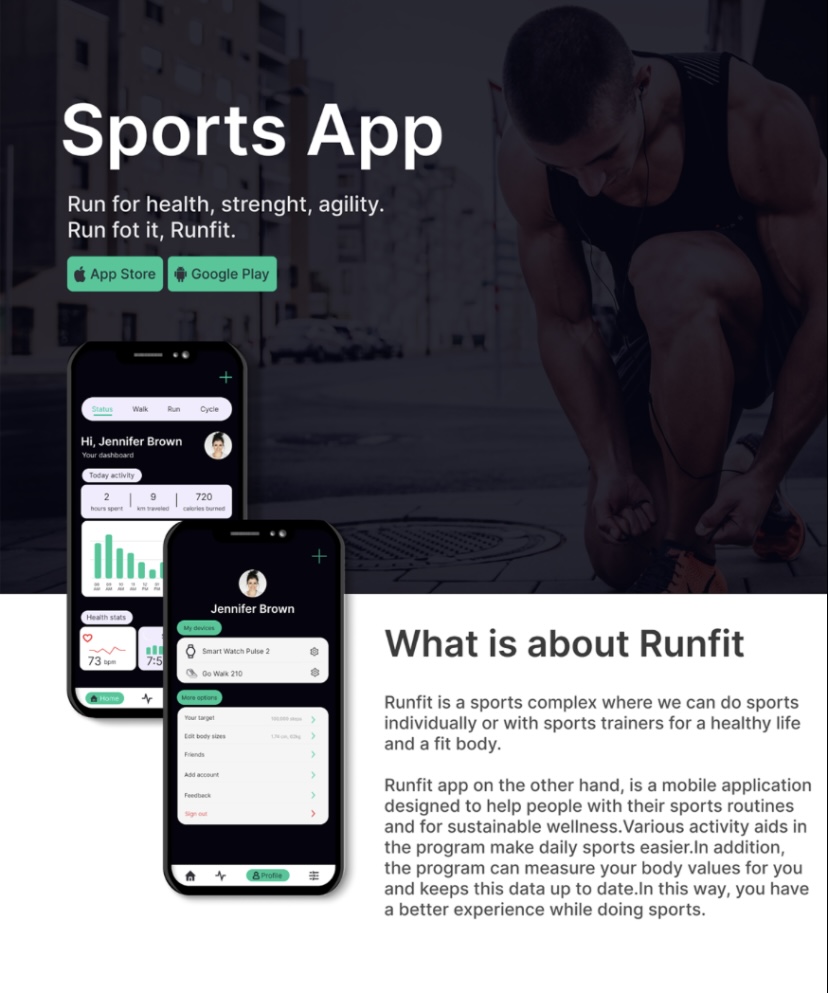 Sports App
Run for health, strenght, agility.
Run fot it, Runfit.
App Store
Google Play
Status Walk Run Cycle
Hi, Jennifer Brown
Your dashboard
Today activity
2 9 720
hours spent km traveled calories burned
Health stats
73 bpm
7:5
Home
Jennifer Brown
My devices
Smart Watch Pulse 2
Go Walk 210
More options
Your target
Edit body sizes
Friends
Add account
Feedback
Sign out
Profile
What is about Runfit
Runfit is a sports complex where we can do sports
individually or with sports trainers for a healthy life
and a fit body.
Runfit app on the other hand, is a mobile application
designed to help people with their sports routines
and for sustainable wellness.Various activity aids in
the program make daily sports easier.In addition,
the program can measure your body values for you
and keeps this data up to date.In this way, you have
a better experience while doing sports.